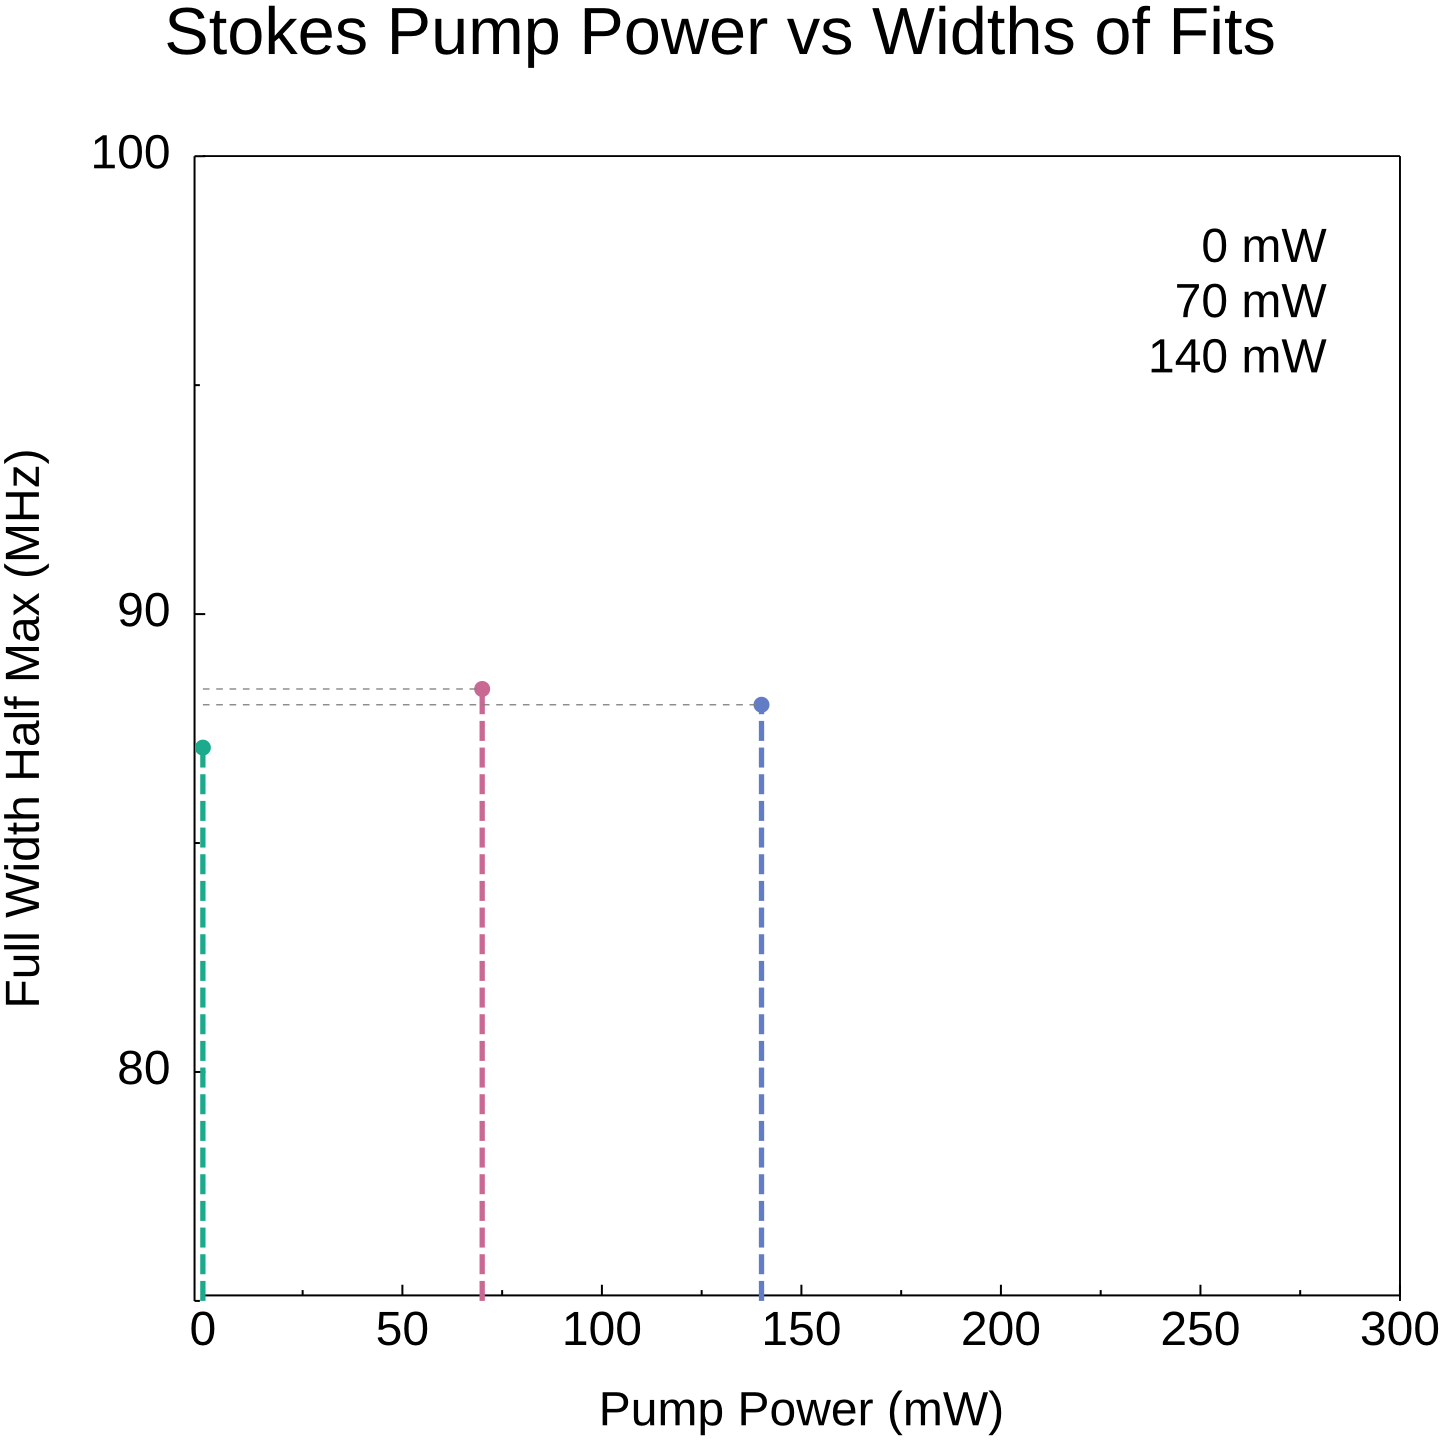 Stokes Pump Power vs Widths of Fits
100
0 mW
70 mW
140 mW
Full Width Half Max (MHz)
90
80
0 50 100 150 200 250 300
Pump Power (mW)